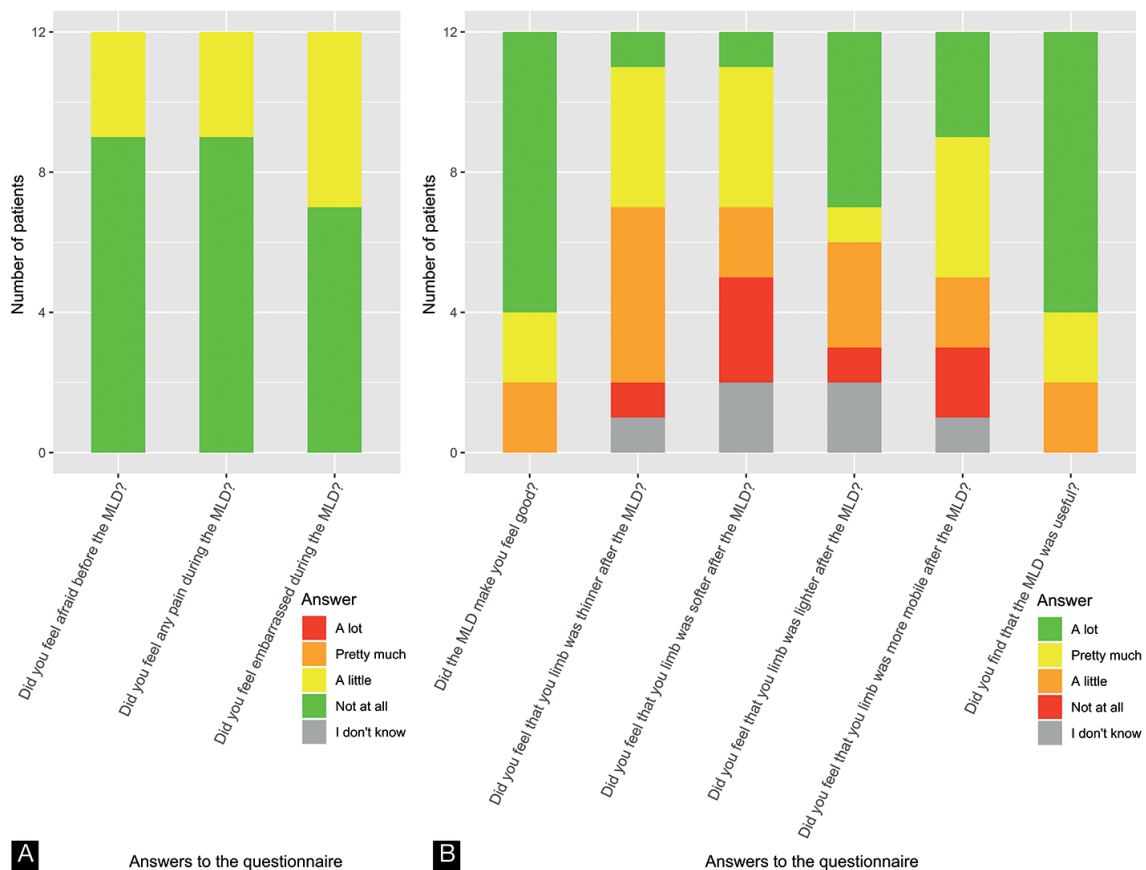 12
8
4
0
Number of patients
Did you feel afraid before the MLD?
Did you feel any pain during the MLD?
Did you feel embarrassed during the MLD?
Answer
A lot
Pretty much
A little
Not at all
I don't know
A
Answers to the questionnaire
12
8
4
0
Number of patients
Did the MLD make you feel good?
Did you feel that you limb was thinner after the MLD?
Did you feel that you limb was softer after the MLD?
Did you feel that you limb was lighter after the MLD?
Did you feel that you limb was more mobile after the MLD?
Did you find that the MLD was useful?
Answer
A lot
Pretty much
A little
Not at all
I don't know
B
Answers to the questionnaire